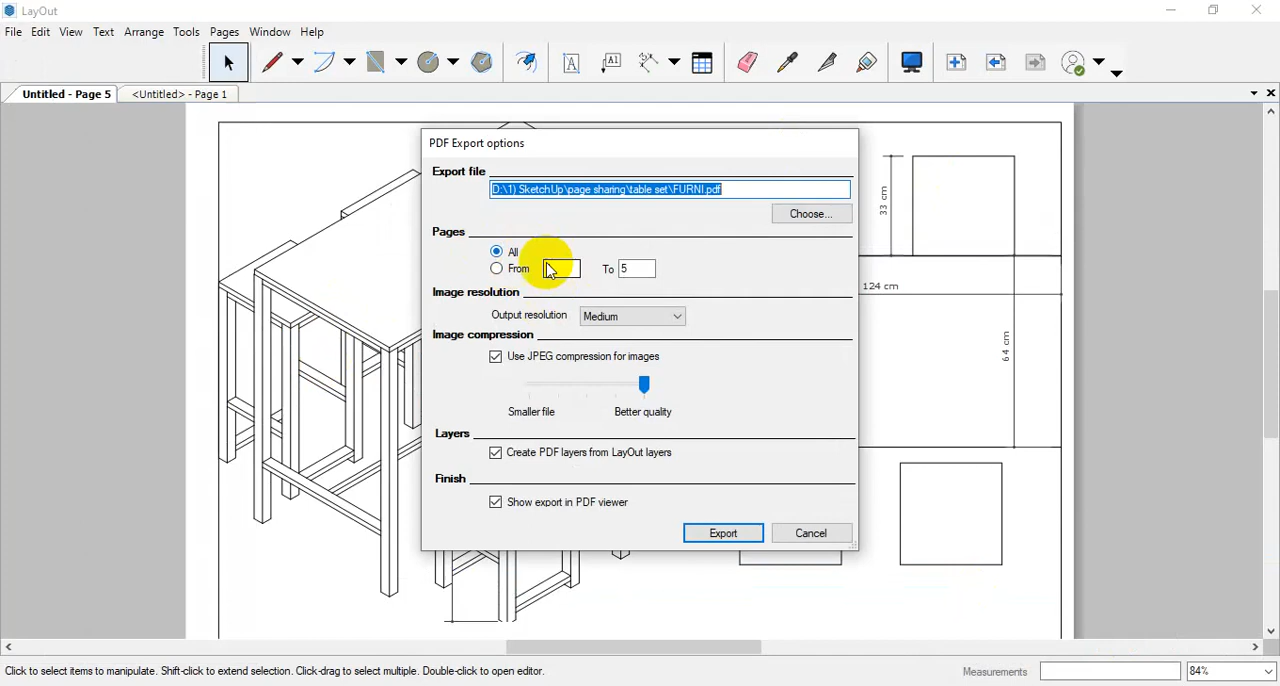 LayOut
File Edit View Text Arrange Tools Pages Window Help
Untitled - Page 5
<Untitled> - Page 1
PDF Export options
Export file
D:\1) SketchUp\page sharing\table set\FURNI.pdf
Choose...
Pages
All
From
To 5
Image resolution
Output resolution Medium
Image compression
Use JPEG compression for images
Smaller file Better quality
Layers
Create PDF layers from LayOut layers
Finish
Show export in PDF viewer
Export Cancel
33 cm
124 cm
64 cm
Click to select items to manipulate. Shift-click to extend selection. Click-drag to select multiple. Double-click to open editor.
Measurements
84%